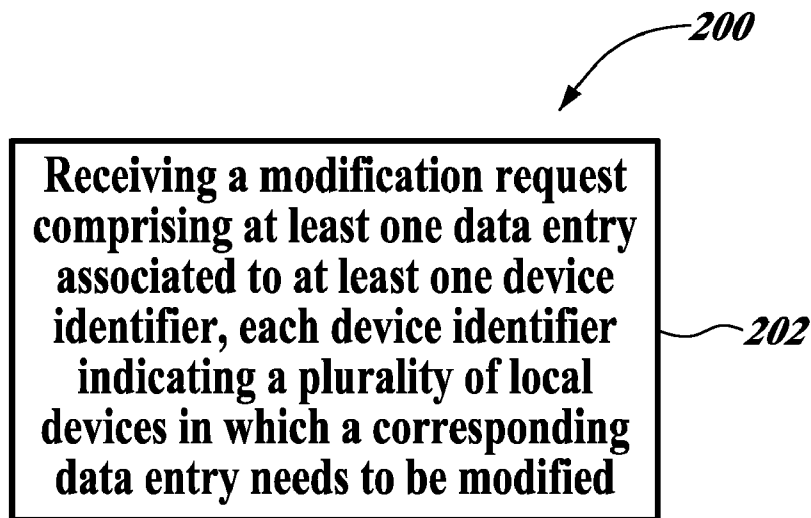 200
Receiving a modification request
comprising at least one data entry
associated to at least one device
identifier, each device identifier
indicating a plurality of local
devices in which a corresponding
data entry needs to be modified
202